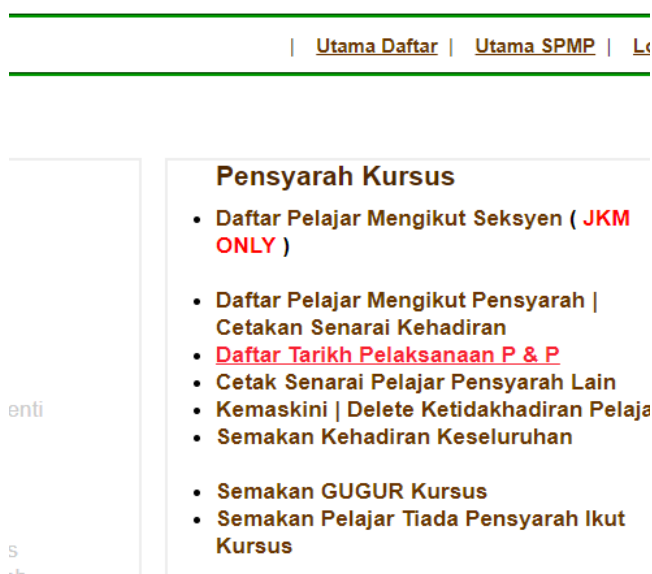 | Utama Daftar | Utama SPMP |
Pensyarah Kursus
• Daftar Pelajar Mengikut Seksyen ( JKM
ONLY )
• Daftar Pelajar Mengikut Pensyarah |
Cetakan Senarai Kehadiran
• Daftar Tarikh Pelaksanaan P & P
• Cetak Senarai Pelajar Pensyarah Lain
• Kemaskini | Delete Ketidakhadiran
enti
• Semakan Kehadiran Keseluruhan
• Semakan GUGUR Kursus
• Semakan Pelajar Tiada Pensyarah Ikut
Kursus